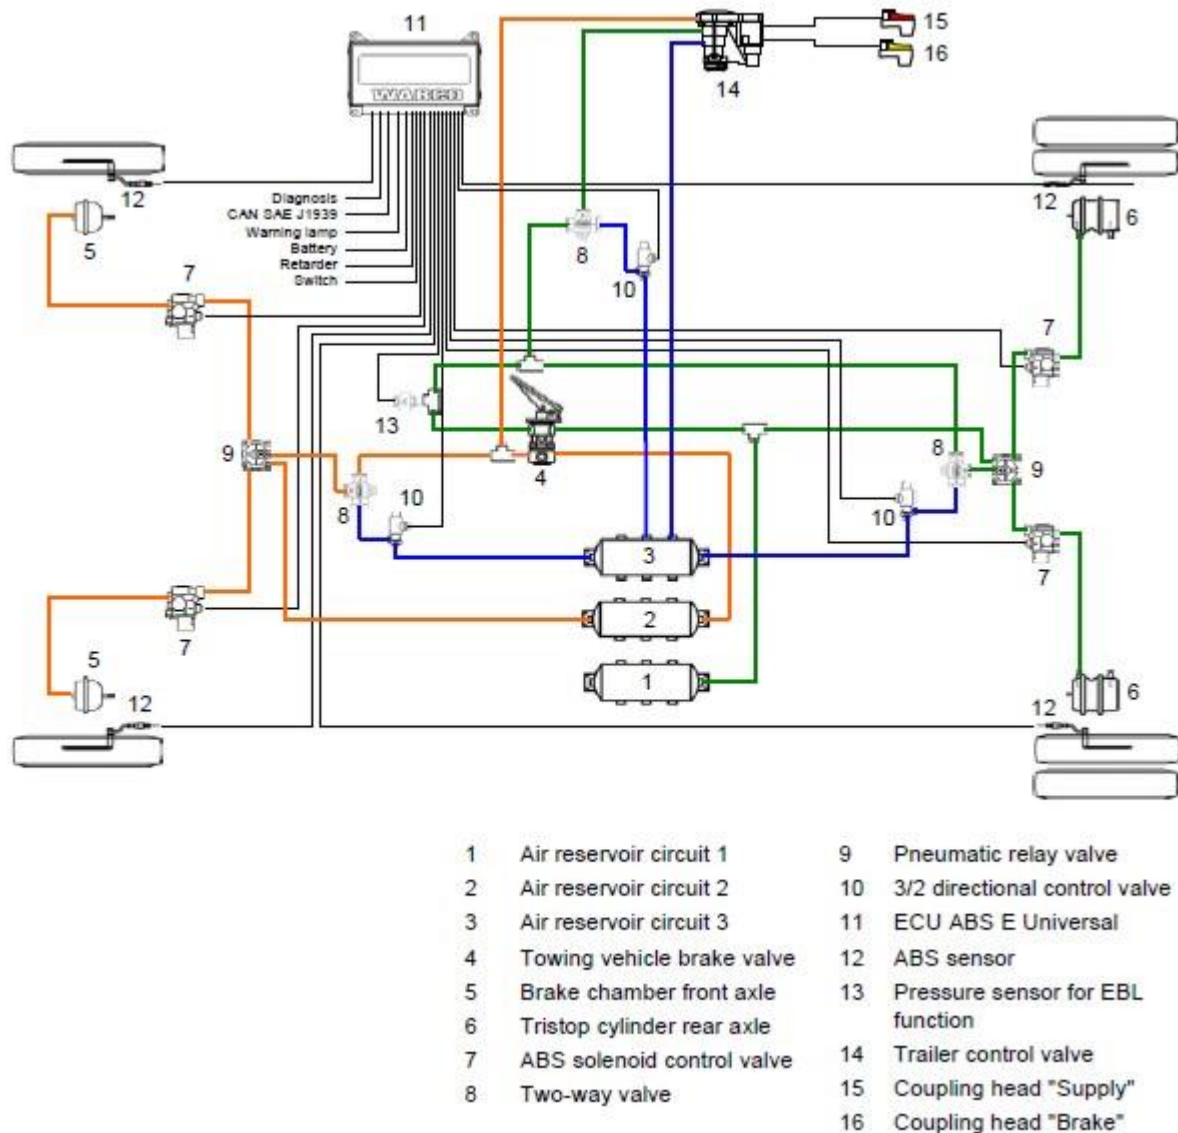 11
15
16
14
WABCO
12
12
6
5
Diagnosis
CAN SAE J1939
Warning lamp
Battery
Retarder
Switch
8
10
7
7
13
9
4
8
9
8
10
10
3
7
7
2
5
1
12
12
6
1 Air reservoir circuit 1
2 Air reservoir circuit 2
3 Air reservoir circuit 3
4 Towing vehicle brake valve
5 Brake chamber front axle
6 Tristop cylinder rear axle
7 ABS solenoid control valve
8 Two-way valve
9 Pneumatic relay valve
10 3/2 directional control valve
11 ECU ABS E Universal
12 ABS sensor
13 Pressure sensor for EBL
function
14 Trailer control valve
15 Coupling head "Supply"
16 Coupling head "Brake"